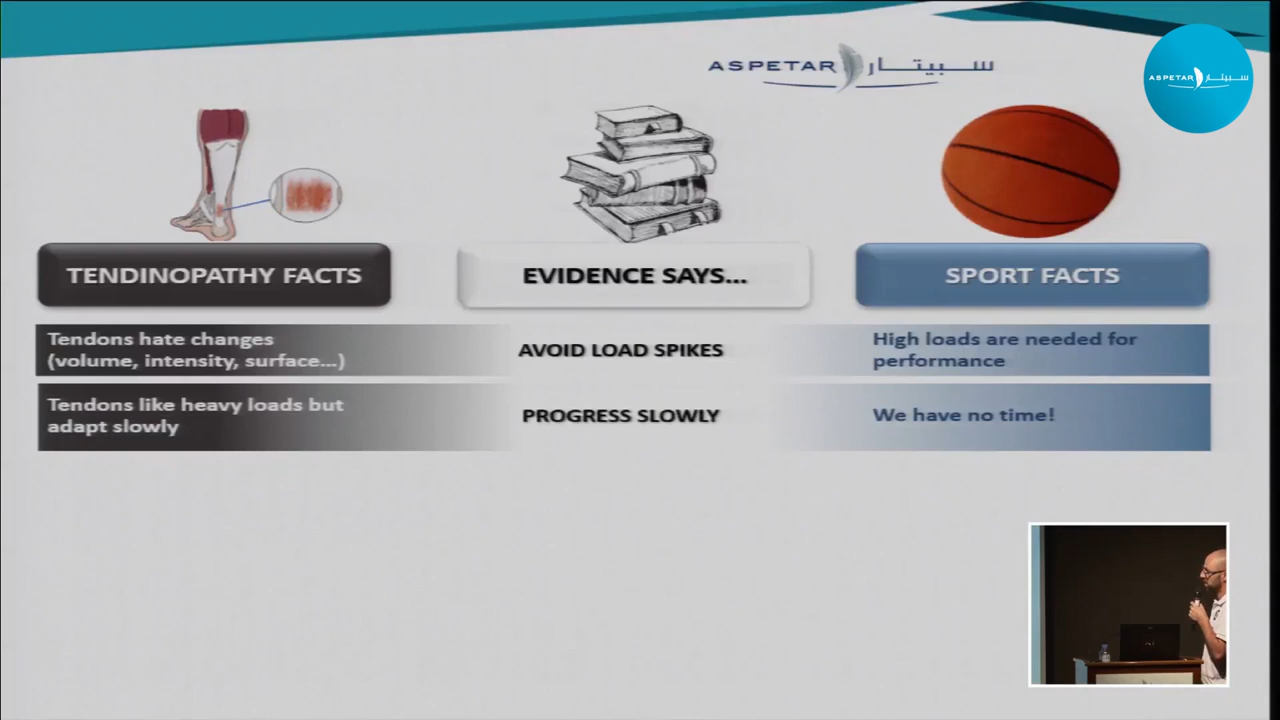 ASPETAR سبيتار
ASPETAR سبيتار
TENDINOPATHY FACTS
EVIDENCE SAYS...
SPORT FACTS
Tendons hate changes
(volume, intensity, surface...)
AVOID LOAD SPIKES
High loads are needed for
performance
Tendons like heavy loads but
adapt slowly
PROGRESS SLOWLY
We have no time!